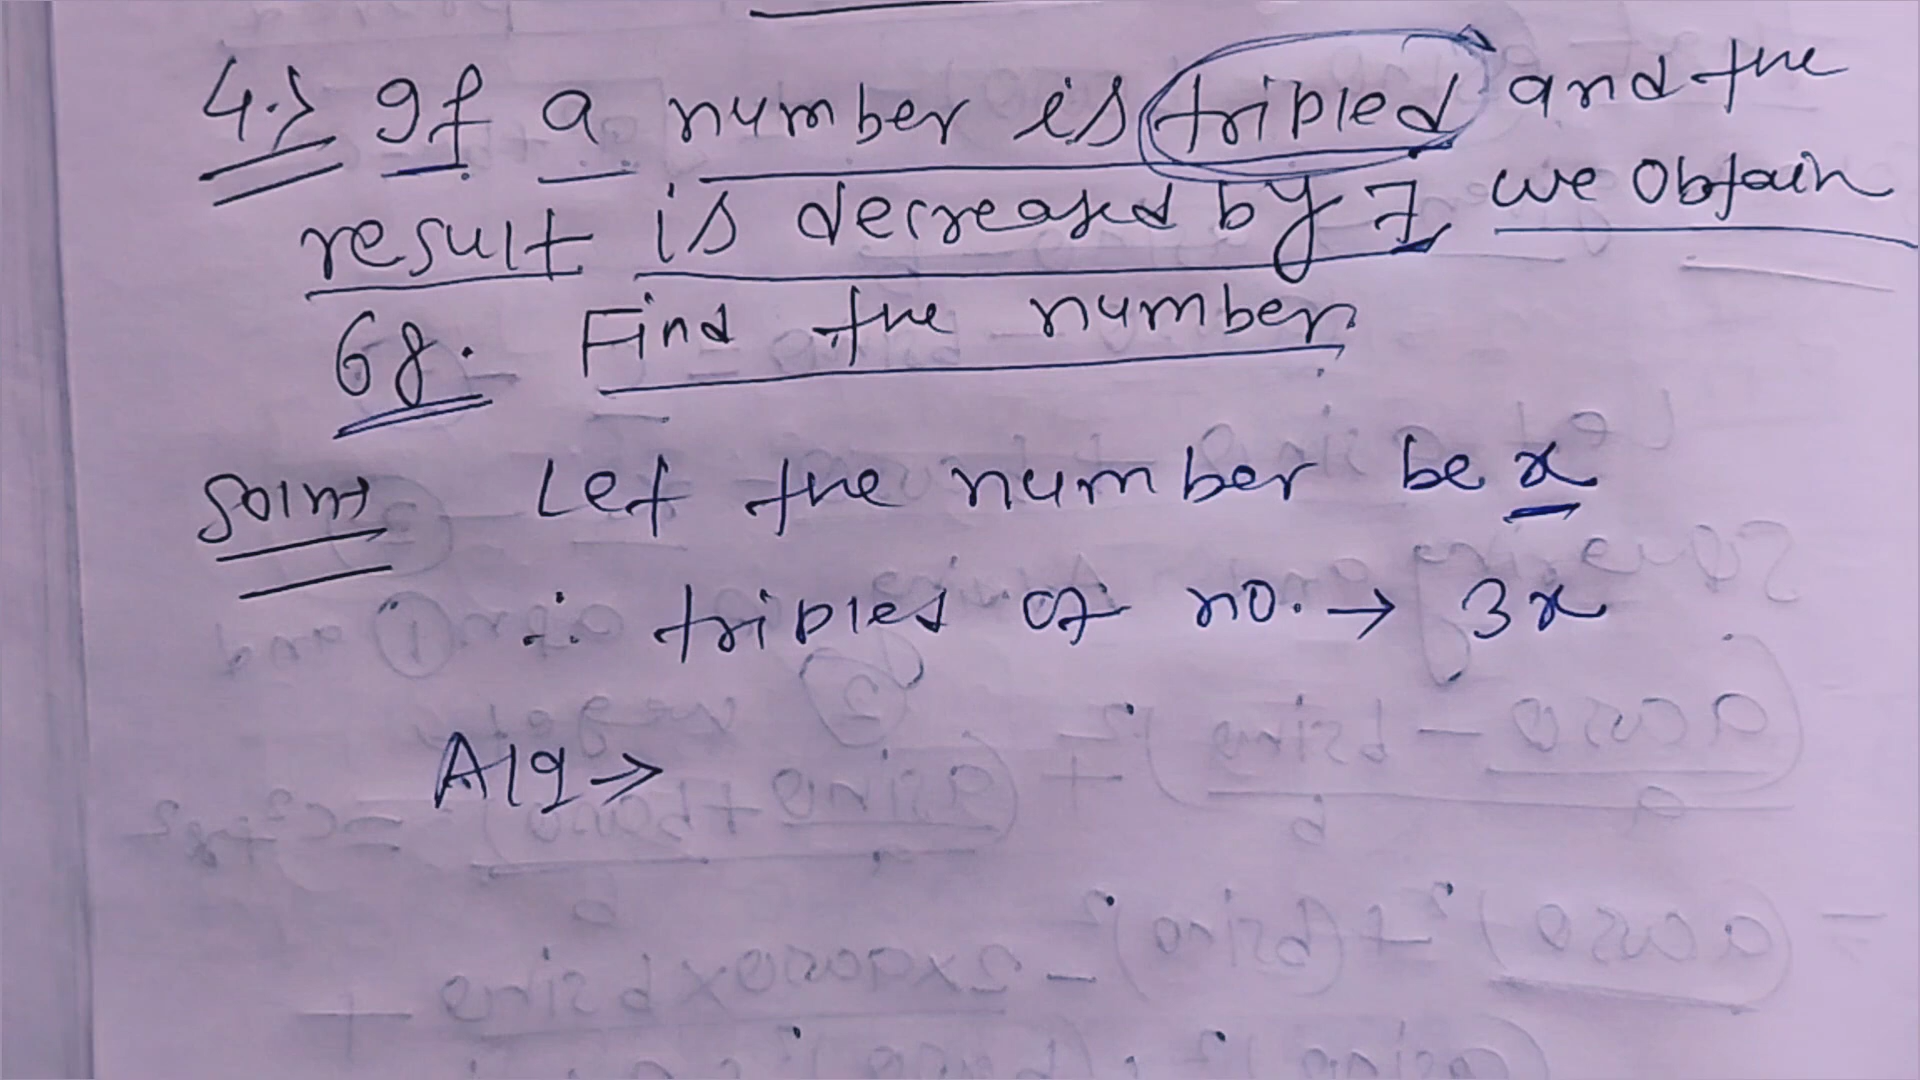 4.) If a number is tripled and the
result is decreased by 7, we obtain
68. Find the number.
Soln Let the number be x
∴ triples of no. → 3x
A/q →